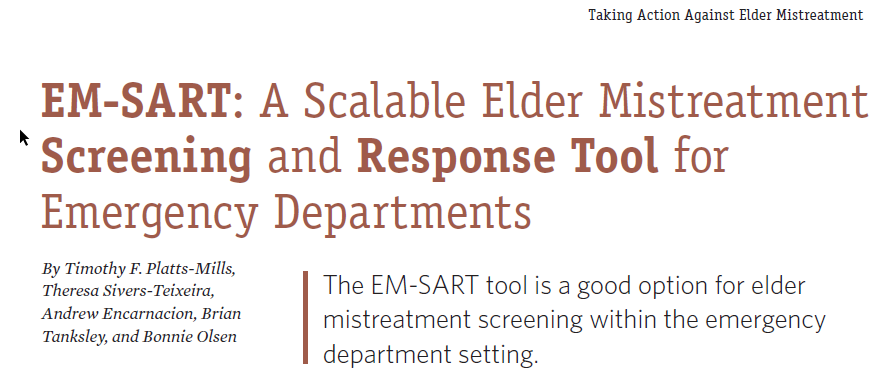 Taking Action Against Elder Mistreatment
EM-SART: A Scalable Elder Mistreatment
Screening and Response Tool for
Emergency Departments
By Timothy F. Platts-Mills,
Theresa Sivers-Teixeira,
Andrew Encarnacion, Brian
Tanksley, and Bonnie Olsen
The EM-SART tool is a good option for elder
mistreatment screening within the emergency
department setting.